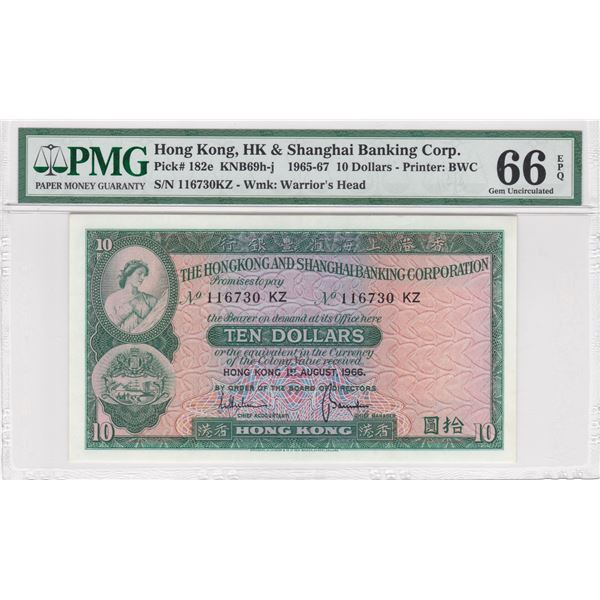 PMG
PAPER MONEY GUARANTY
Hong Kong, HK & Shanghai Banking Corp.
Pick# 182e KNB69h-j 1965-67 10 Dollars - Printer: BWC
S/N 116730KZ - Wmk: Warrior's Head
66 EPQ
Gem Uncirculated
10 行銀豐滙海上港香
THE HONGKONG AND SHANGHAI BANKING CORPORATION
Promises to pay
No 116730 KZ No 116730 KZ
the Bearer on demand at its Office here
TEN DOLLARS
or the equivalent in the Currency
of the Colony, Value received
HONG KONG 1ST AUGUST 1966.
BY ORDER OF THE BOARD OF DIRECTORS
CHIEF ACCOUNTANT CHIEF MANAGER
10 港香 HONG KONG 港香 圓拾 10